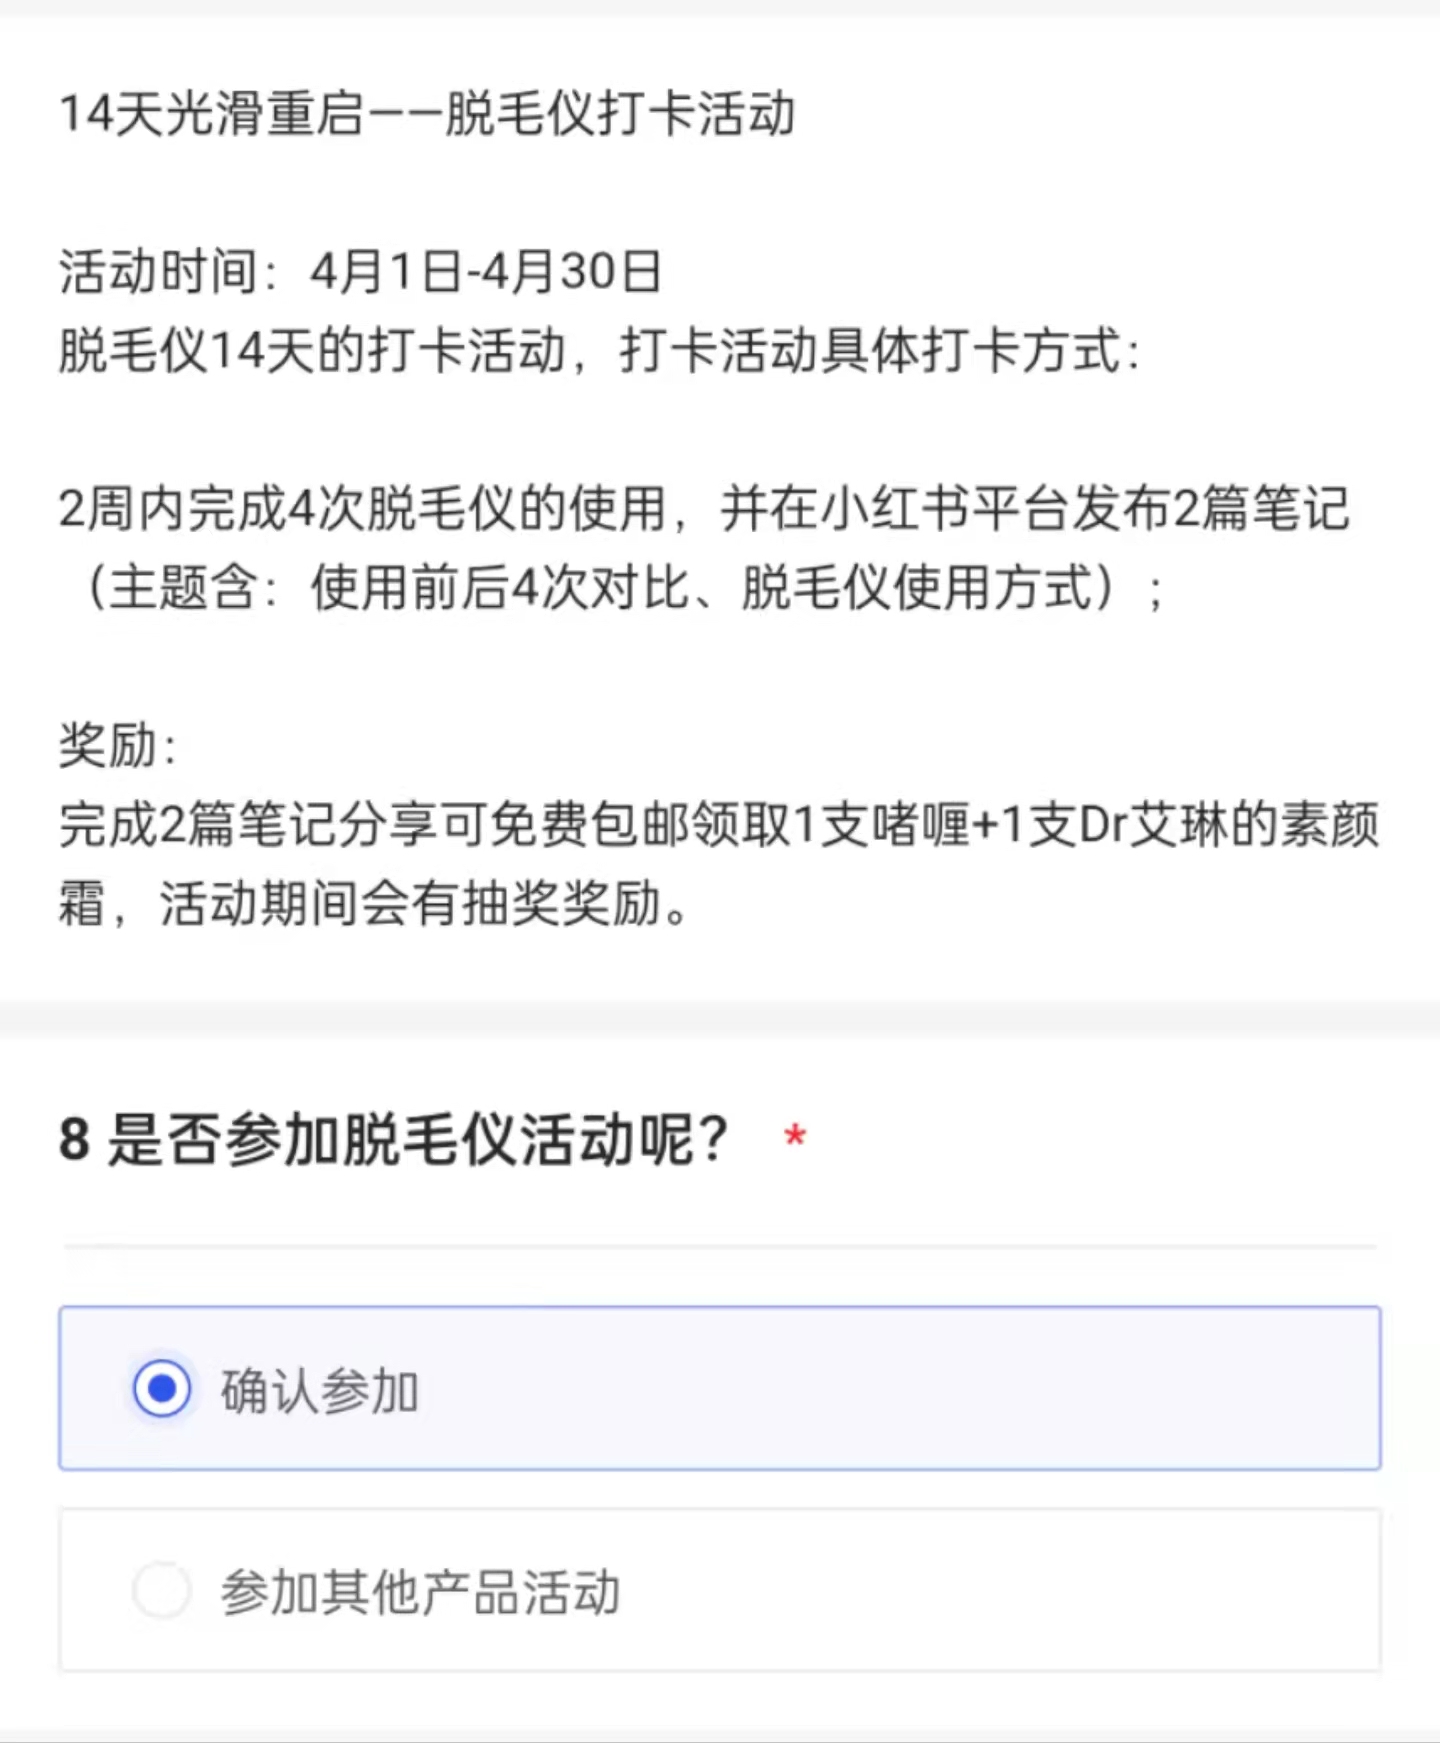 14天光滑重启——脱毛仪打卡活动
活动时间：4月1日-4月30日
脱毛仪14天的打卡活动，打卡活动具体打卡方式：
2周内完成4次脱毛仪的使用，并在小红书平台发布2篇笔记
（主题含：使用前后4次对比、脱毛仪使用方式）；
奖励：
完成2篇笔记分享可免费包邮领取1支啫喱+1支Dr艾琳的素颜
霜，活动期间会有抽奖奖励。
8 是否参加脱毛仪活动呢？ *
确认参加
参加其他产品活动